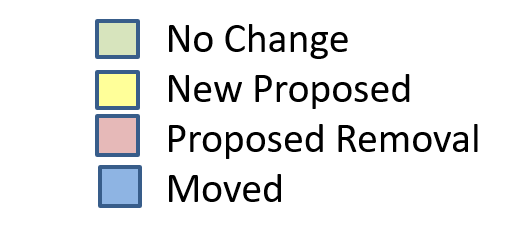 No Change
New Proposed
Proposed Removal
Moved